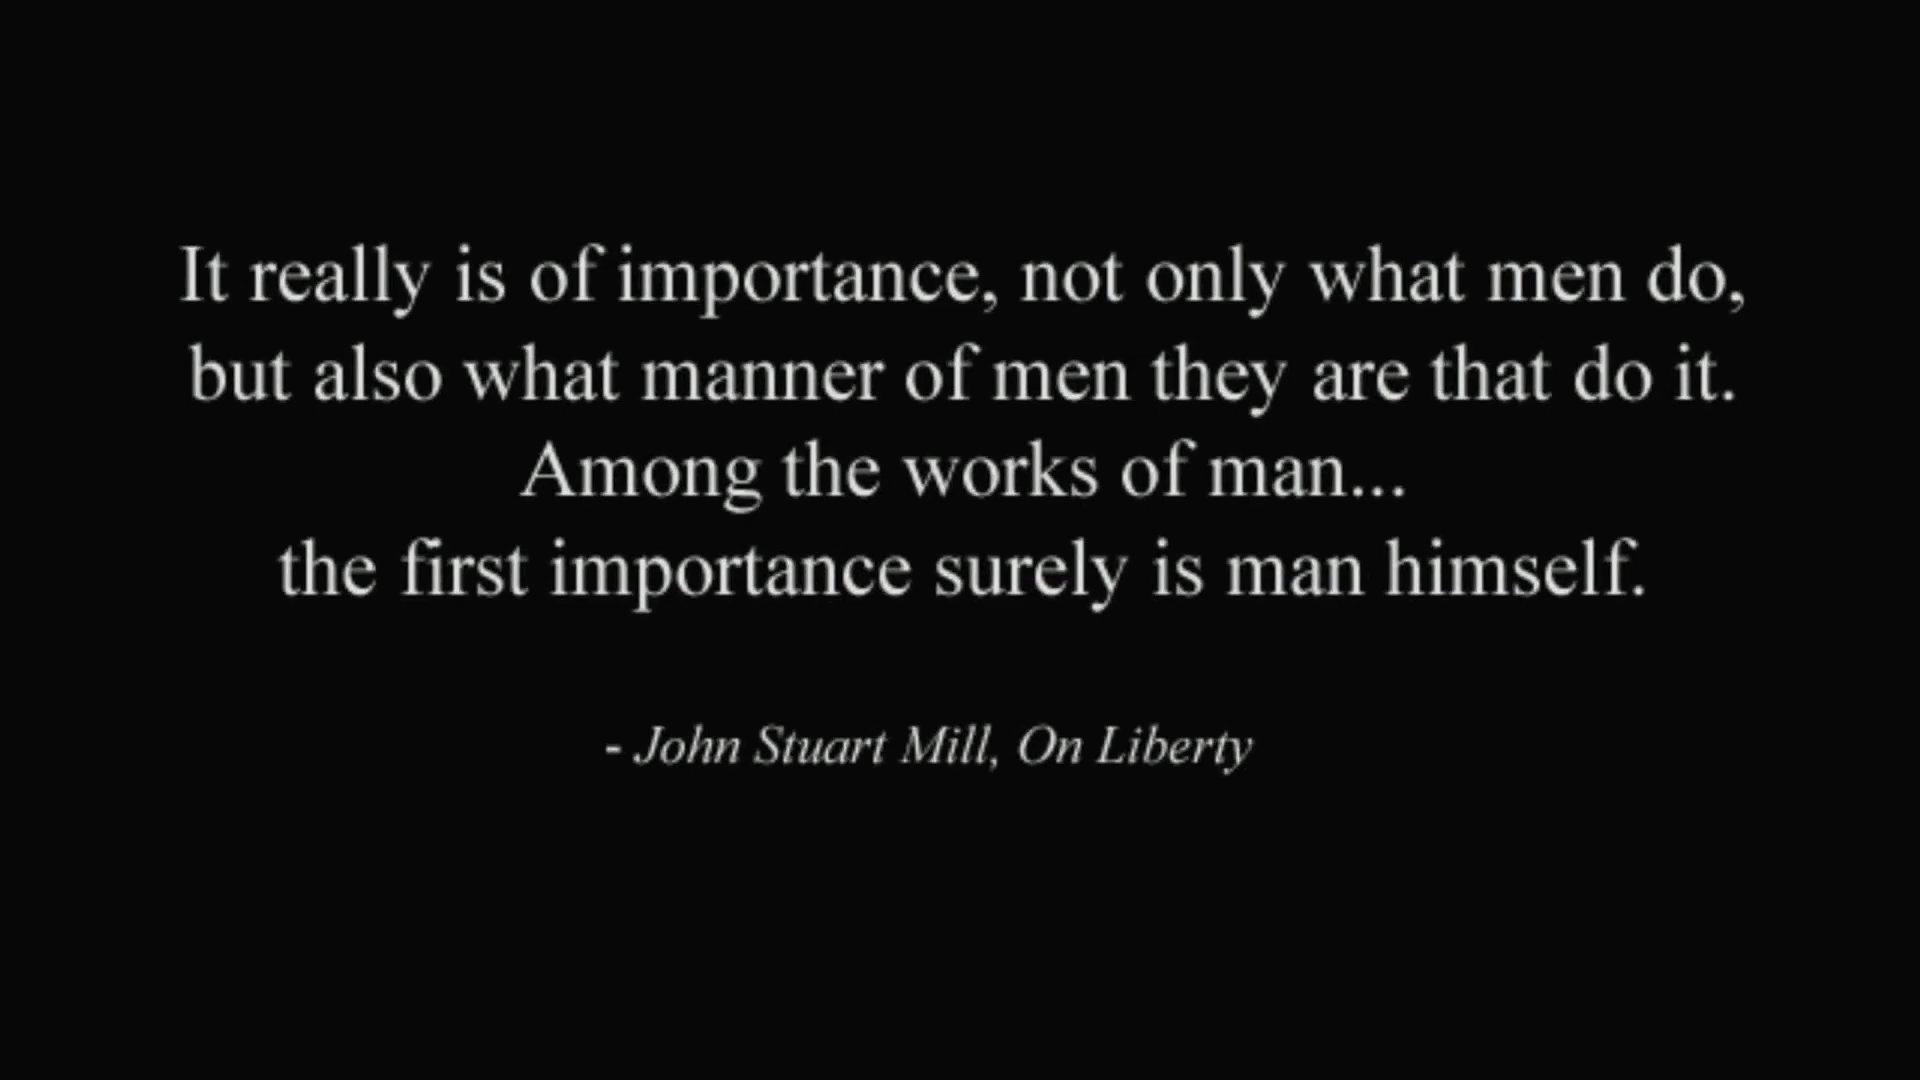 It really is of importance, not only what men do,
but also what manner of men they are that do it.
Among the works of man...
the first importance surely is man himself.
- John Stuart Mill, On Liberty